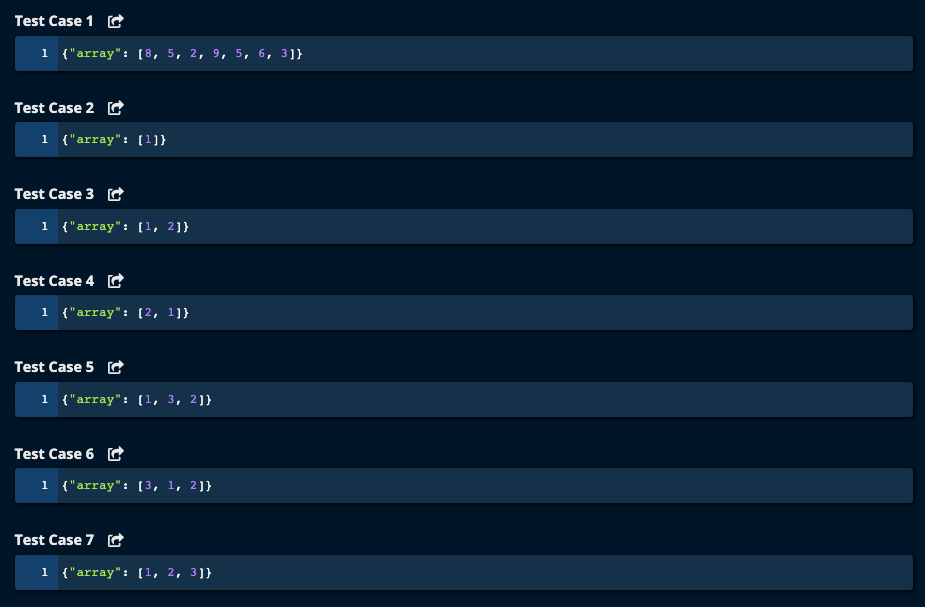 Test Case 1
1 {"array": [8, 5, 2, 9, 5, 6, 3]}
Test Case 2
1 {"array": [1]}
Test Case 3
1 {"array": [1, 2]}
Test Case 4
1 {"array": [2, 1]}
Test Case 5
1 {"array": [1, 3, 2]}
Test Case 6
1 {"array": [3, 1, 2]}
Test Case 7
1 {"array": [1, 2, 3]}